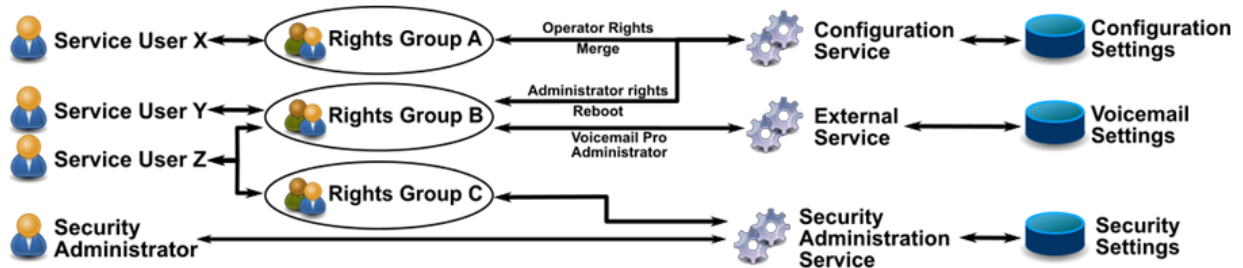 Service User X
Rights Group A
Operator Rights
Merge
Configuration
Service
Configuration
Settings
Administrator rights
Reboot
Service User Y
Rights Group B
Voicemail Pro
Administrator
External
Service
Voicemail
Settings
Service User Z
Rights Group C
Security
Administrator
Security
Administration
Service
Security
Settings